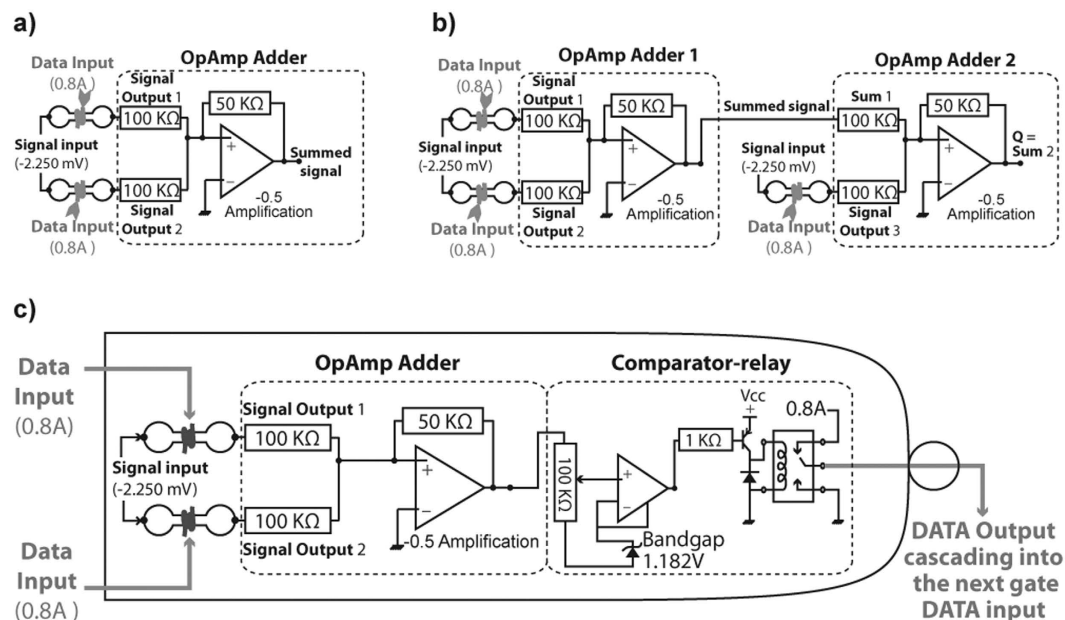 a)
OpAmp Adder
Data Input
(0.8A )
Signal
Output 1
100 KΩ
50 KΩ
+
−
Signal input
(-2.250 mV)
Summed
signal
100 KΩ
-0.5
Amplification
Signal
Output 2
Data Input
(0.8A )
b)
OpAmp Adder 1
Data Input
(0.8A )
Signal
Output 1
100 KΩ
50 KΩ
+
−
Signal input
(-2.250 mV)
100 KΩ
-0.5
Amplification
Signal
Output 2
Data Input
(0.8A )
Summed signal
OpAmp Adder 2
Sum 1
100 KΩ
50 KΩ
+
−
Q =
Sum 2
Signal input
(-2.250 mV)
100 KΩ
-0.5
Amplification
Signal
Output 3
Data Input
(0.8A )
c)
Data
Input
(0.8A)
OpAmp Adder
Signal Output 1
100 KΩ
50 KΩ
+
−
Signal input
(-2.250 mV)
100 KΩ
Signal Output 2
-0.5 Amplification
Data
Input
(0.8A )
Comparator-relay
100 KΩ
+
−
1 KΩ
Vcc
+
0.8A
Bandgap
1.182V
DATA Output
cascading into
the next gate
DATA input